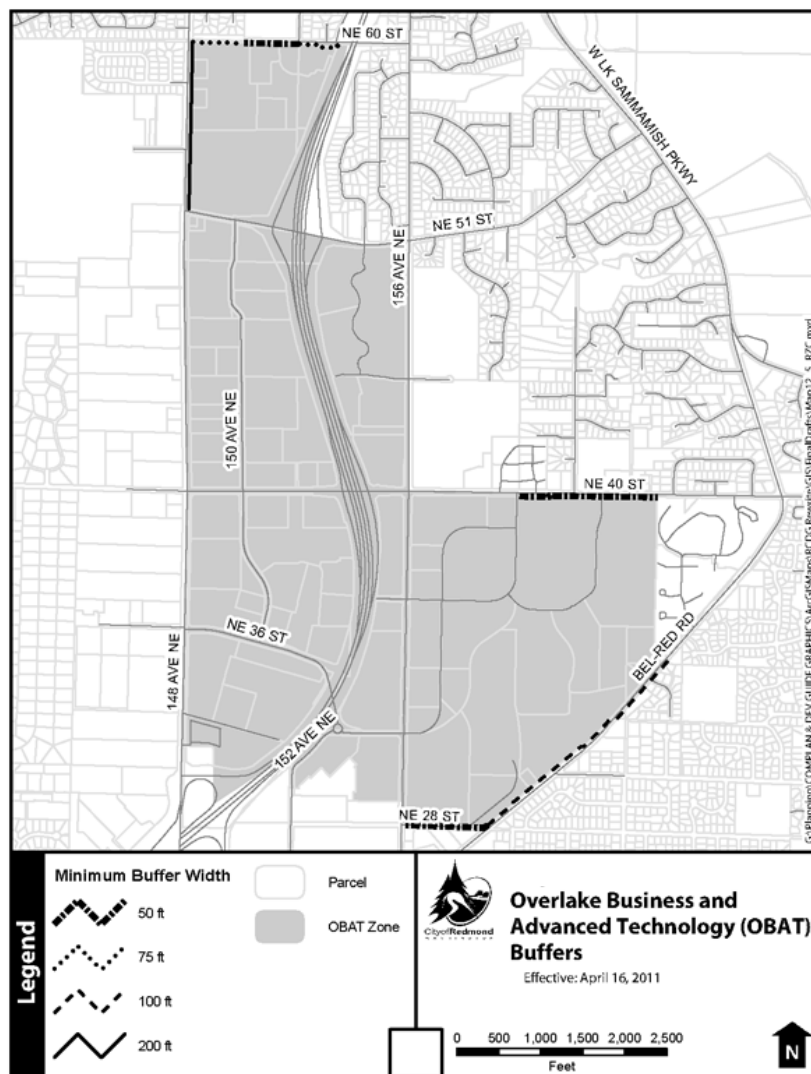 NE 60 ST
W LK SAMMAMISH PKWY
NE 51 ST
156 AVE NE
150 AVE NE
NE 40 ST
NE 36 ST
148 AVE NE
BEL-RED RD
152 AVE NE
NE 28 ST
Legend
Minimum Buffer Width
50 ft
75 ft
100 ft
200 ft
Parcel
OBAT Zone
City of Redmond
Overlake Business and
Advanced Technology (OBAT)
Buffers
Effective: April 16, 2011
0 500 1,000 1,500 2,000 2,500
Feet
N